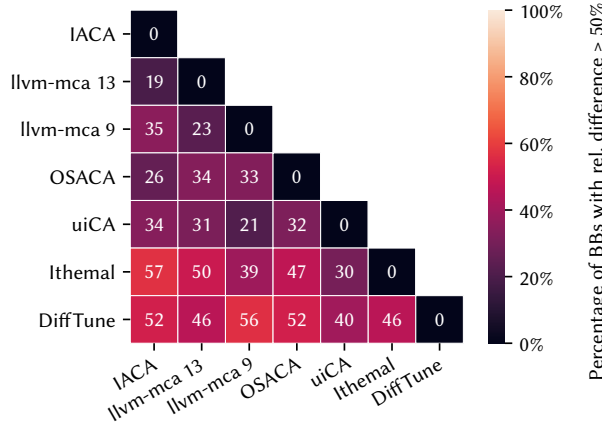 IACA 0
llvm-mca 13 19 0
llvm-mca 9 35 23 0
OSACA 26 34 33 0
uiCA 34 31 21 32 0
Ithemal 57 50 39 47 30 0
DiffTune 52 46 56 52 40 46 0
IACA
llvm-mca 13
llvm-mca 9
OSACA
uiCA
Ithemal
DiffTune
100%
80%
60%
40%
20%
0%
Percentage of BBs with rel. difference ≥ 50%